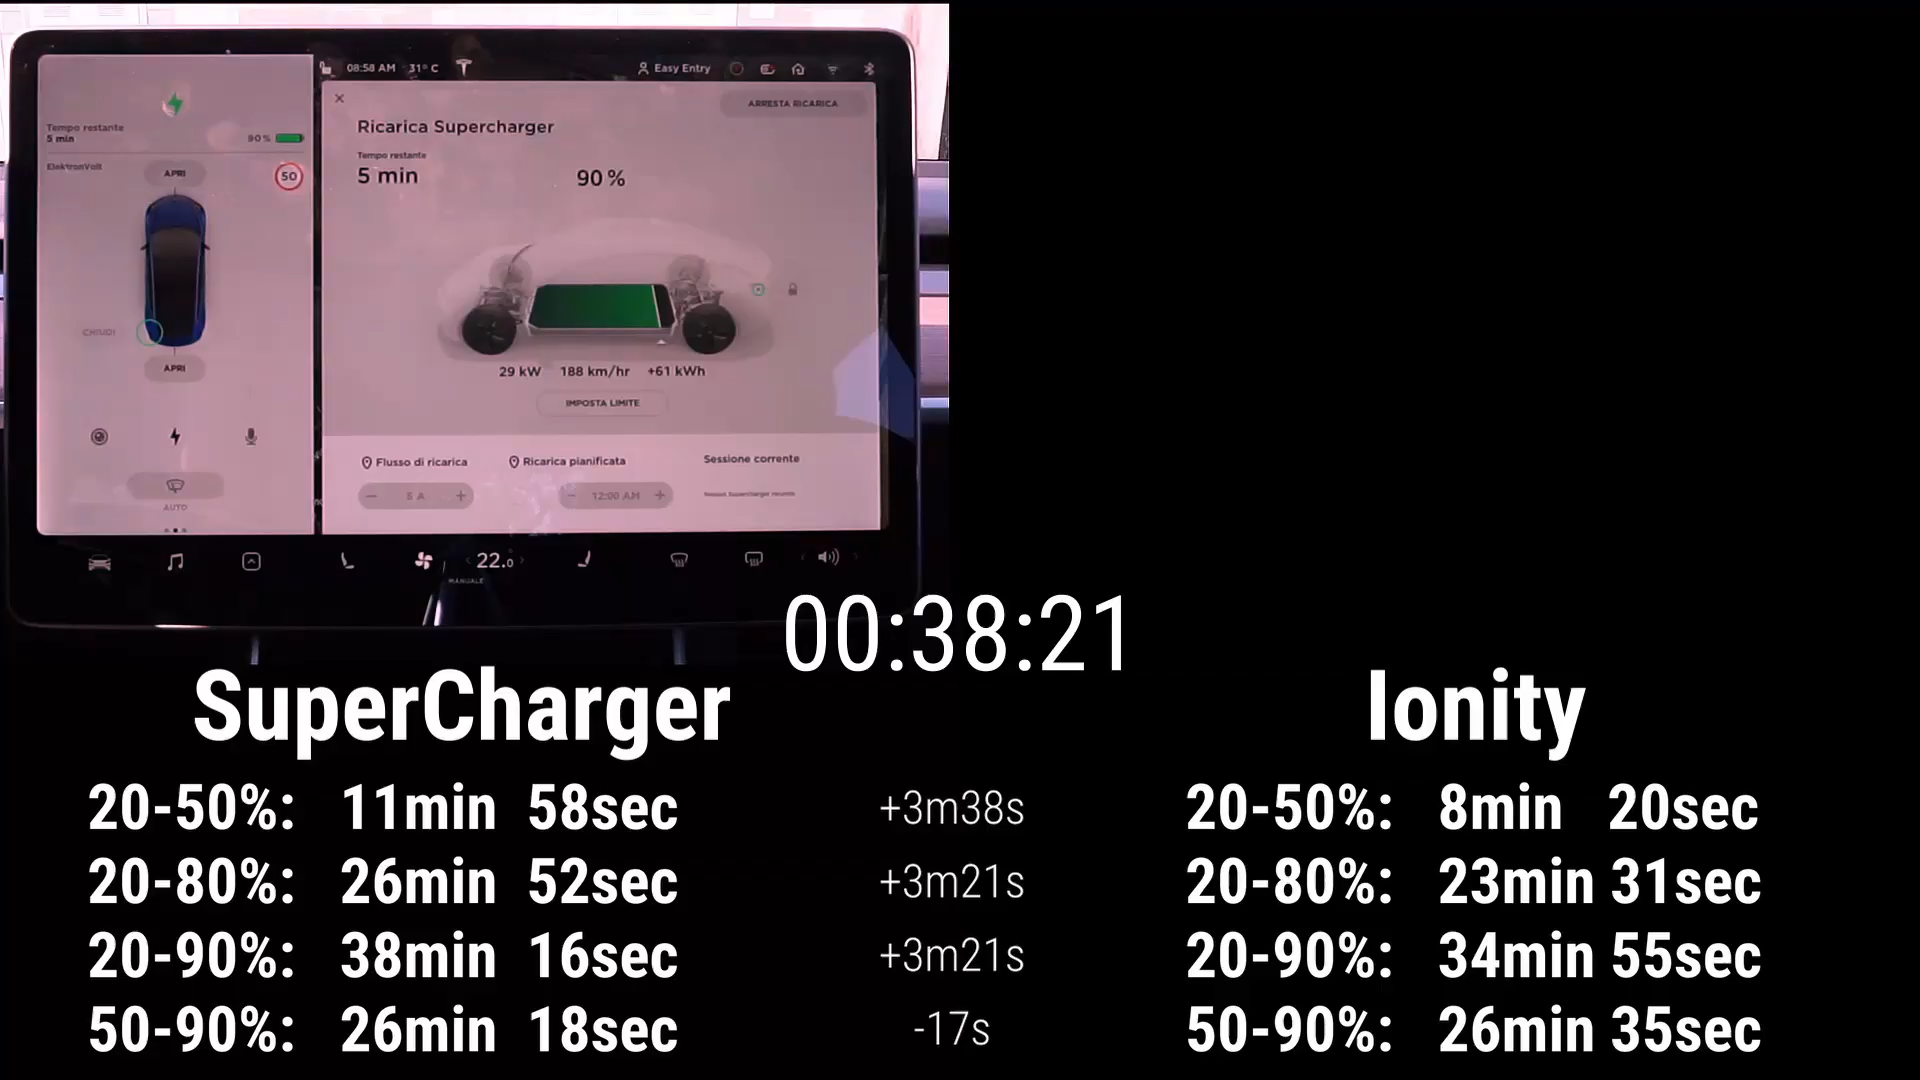 08:58 AM 31° C
Easy Entry
Tempo restante
5 min
90 %
ElektronVolt
APRI
50
CHIUDI
APRI
AUTO
ARRESTA RICARICA
Ricarica Supercharger
Tempo restante
5 min
90 %
29 kW 188 km/hr +61 kWh
IMPOSTA LIMITE
Flusso di ricarica
Ricarica pianificata
Sessione corrente
5 A
12:00 AM
22.0
MANUALE
00:38:21
SuperCharger
Ionity
20-50%: 11min 58sec +3m38s 20-50%: 8min 20sec
20-80%: 26min 52sec +3m21s 20-80%: 23min 31sec
20-90%: 38min 16sec +3m21s 20-90%: 34min 55sec
50-90%: 26min 18sec -17s 50-90%: 26min 35sec